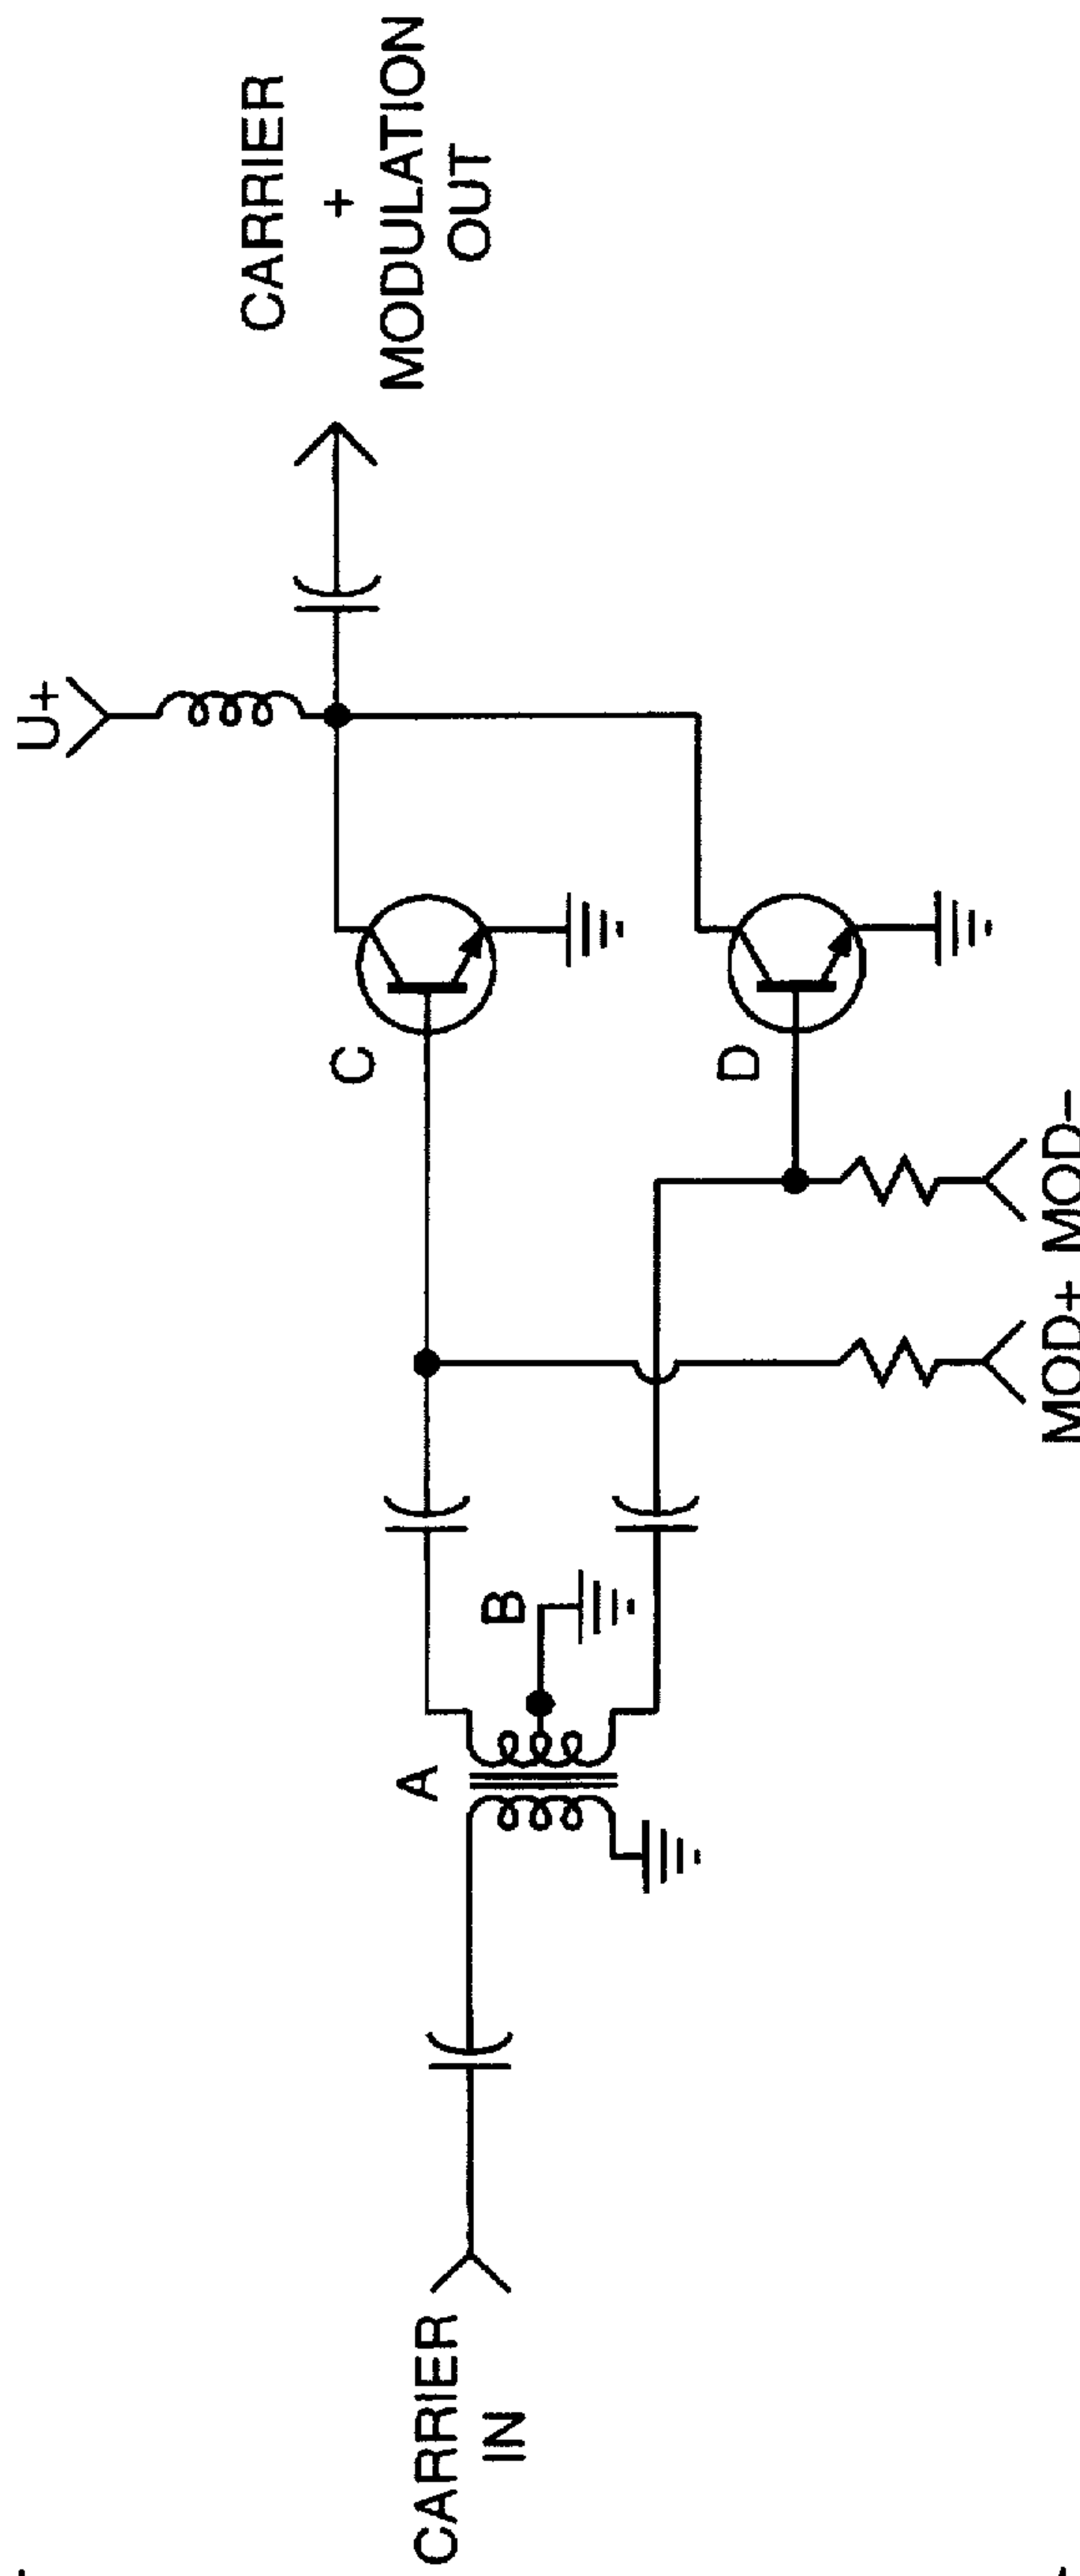 CARRIER
IN
A
B
MOD+
MOD−
C
D
U+
CARRIER
+
MODULATION
OUT